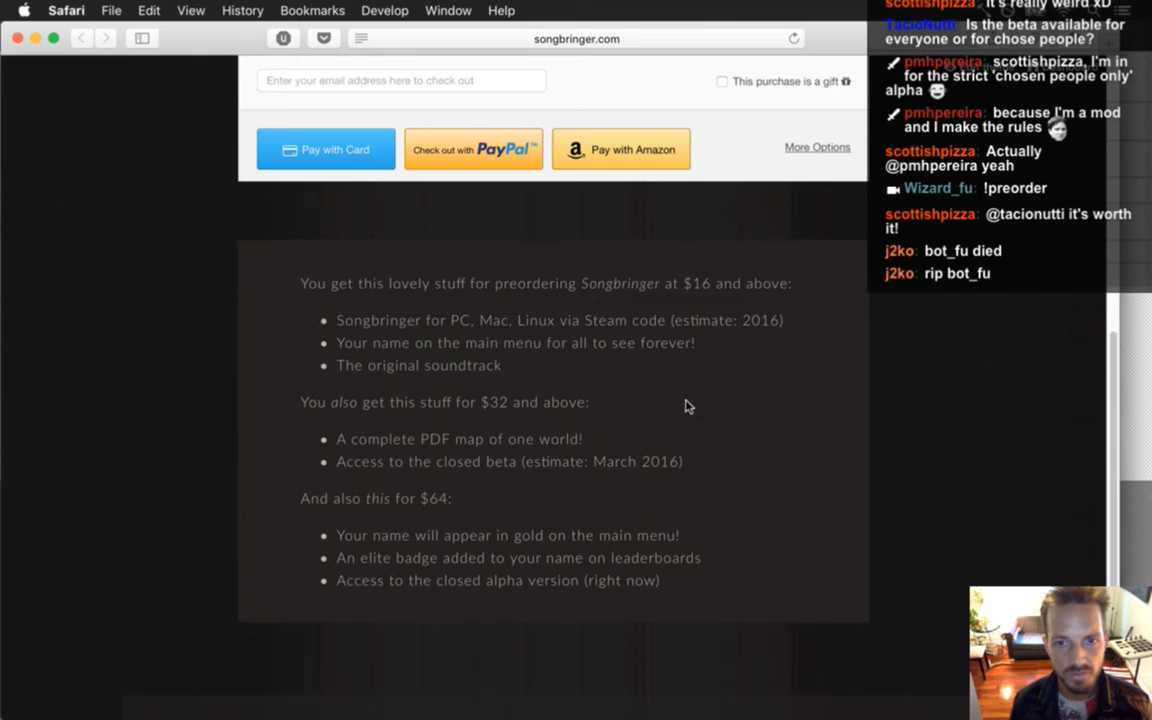 Safari File Edit View History Bookmarks Develop Window Help
songbringer.com
Enter your email address here to check out
This purchase is a gift
Pay with Card
Check out with PayPal™
a Pay with Amazon
More Options
You get this lovely stuff for preordering Songbringer at $16 and above:
• Songbringer for PC, Mac, Linux via Steam code (estimate: 2016)
• Your name on the main menu for all to see forever!
• The original soundtrack
You also get this stuff for $32 and above:
• A complete PDF map of one world!
• Access to the closed beta (estimate: March 2016)
And also this for $64:
• Your name will appear in gold on the main menu!
• An elite badge added to your name on leaderboards
• Access to the closed alpha version (right now)
scottishpizza: it's really weird xD
TacioNutti: Is the beta available for
everyone or for chose people?
pmhpereira: scottishpizza, I'm in
for the strict 'chosen people only'
alpha
pmhpereira: because I'm a mod
and I make the rules
scottishpizza: Actually
@pmhpereira yeah
Wizard_fu: !preorder
scottishpizza: @tacionutti it's worth
it!
j2ko: bot_fu died
j2ko: rip bot_fu